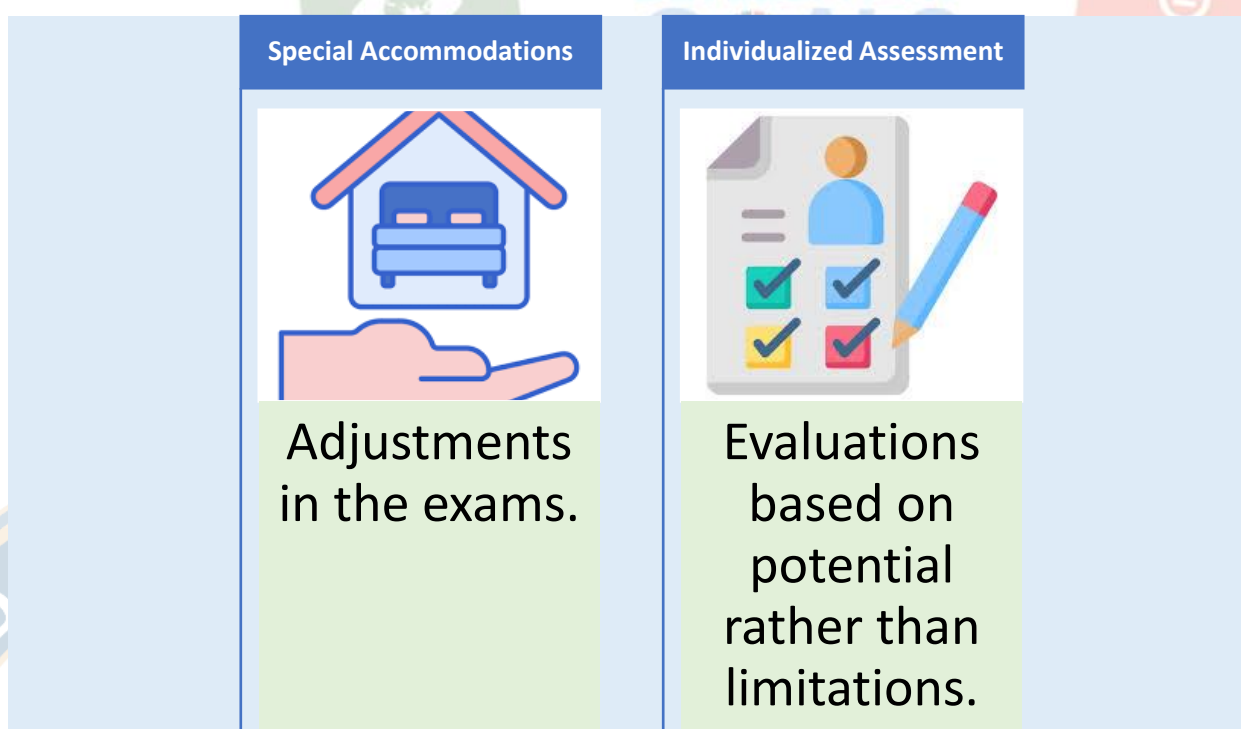 Special Accommodations
Individualized Assessment
Adjustments
in the exams.
Evaluations
based on
potential
rather than
limitations.